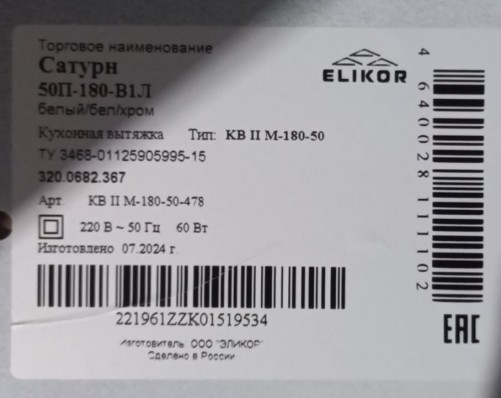 Торговое наименование
Сатурн
50П-180-В1Л
белый/бел/хром
Кухонная вытяжка Тип: КВ II М-180-50
ТУ 3468-01125905995-15
320.0682.367
Арт. КВ II М-180-50-478
220 В ~ 50 Гц 60 Вт
Изготовлено 07.2024 г.
221961ZZK01519534
Изготовитель: ООО "ЭЛИКОР"
Сделано в России
ELIKOR
4 640028 111102
EAC